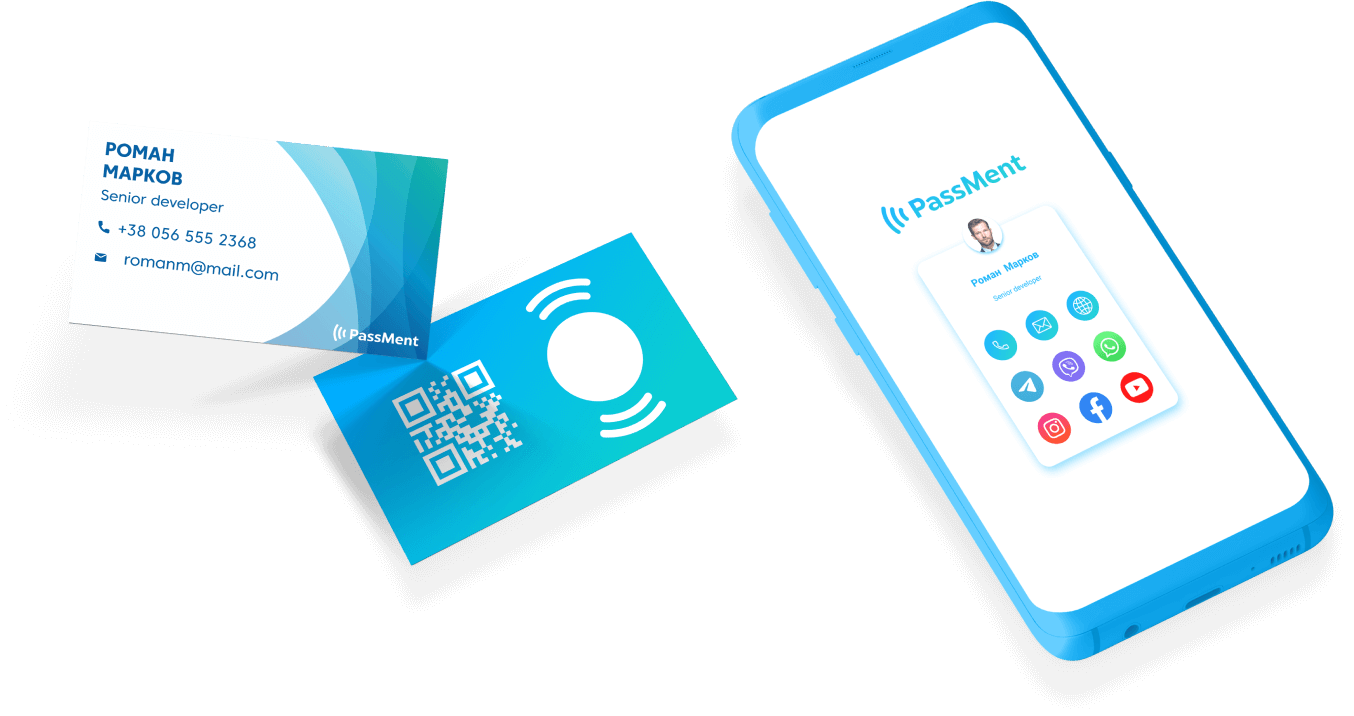 РОМАН
МАРКОВ
Senior developer
+38 056 555 2368
romanm@mail.com
PassMent
PassMent
Роман Марков
Senior developer